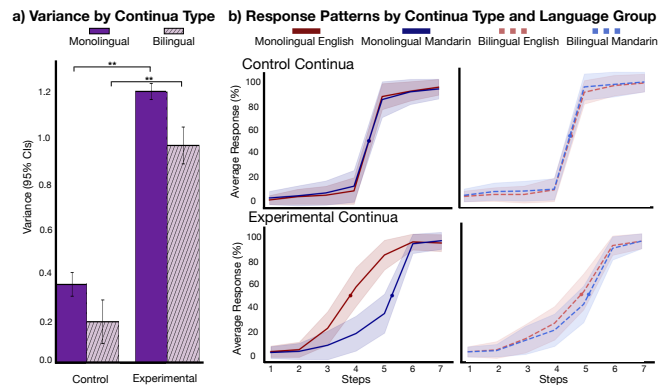 a) Variance by Continua Type
Monolingual Bilingual
**
**
Variance (95% CIs)
1.2
1.0
0.8
0.6
0.4
0.2
0.0
Control Experimental
b) Response Patterns by Continua Type and Language Group
Monolingual English Monolingual Mandarin Bilingual English Bilingual Mandarin
Control Continua
Average Response (%)
100
80
60
50
40
20
0
Experimental Continua
Average Response (%)
100
80
60
50
40
20
0
1 2 3 4 5 6 7 1 2 3 4 5 6 7
Steps Steps